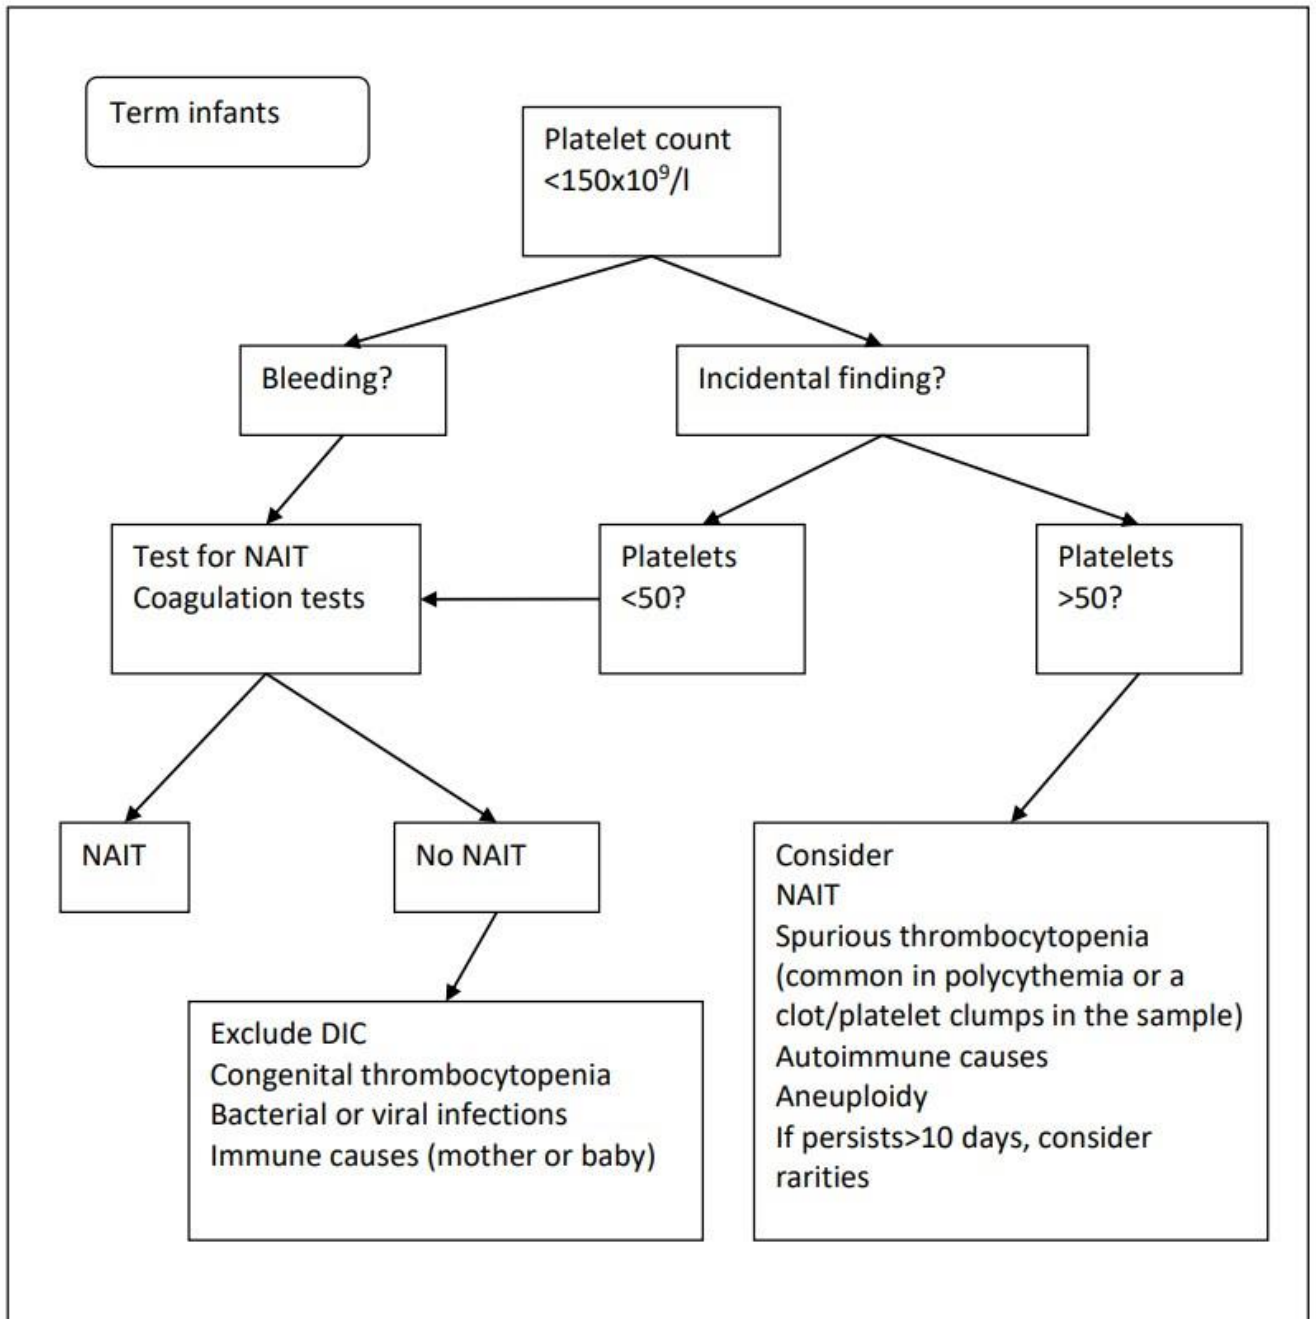 Term infants
Platelet count
<150x10⁹/l
Bleeding?
Incidental finding?
Test for NAIT
Coagulation tests
Platelets
<50?
Platelets
>50?
NAIT
No NAIT
Consider
NAIT
Spurious thrombocytopenia
(common in polycythemia or a
clot/platelet clumps in the sample)
Autoimmune causes
Aneuploidy
If persists>10 days, consider
rarities
Exclude DIC
Congenital thrombocytopenia
Bacterial or viral infections
Immune causes (mother or baby)